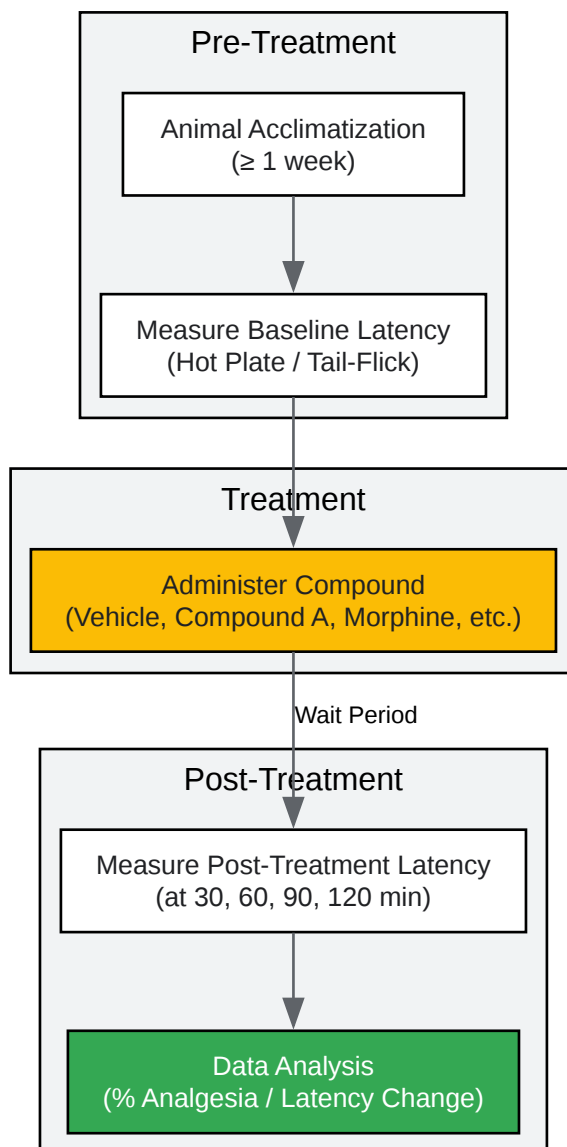 Pre-Treatment
Animal Acclimatization
(≥ 1 week)
Measure Baseline Latency
(Hot Plate / Tail-Flick)
Treatment
Administer Compound
(Vehicle, Compound A, Morphine, etc.)
Wait Period
Post-Treatment
Measure Post-Treatment Latency
(at 30, 60, 90, 120 min)
Data Analysis
(% Analgesia / Latency Change)